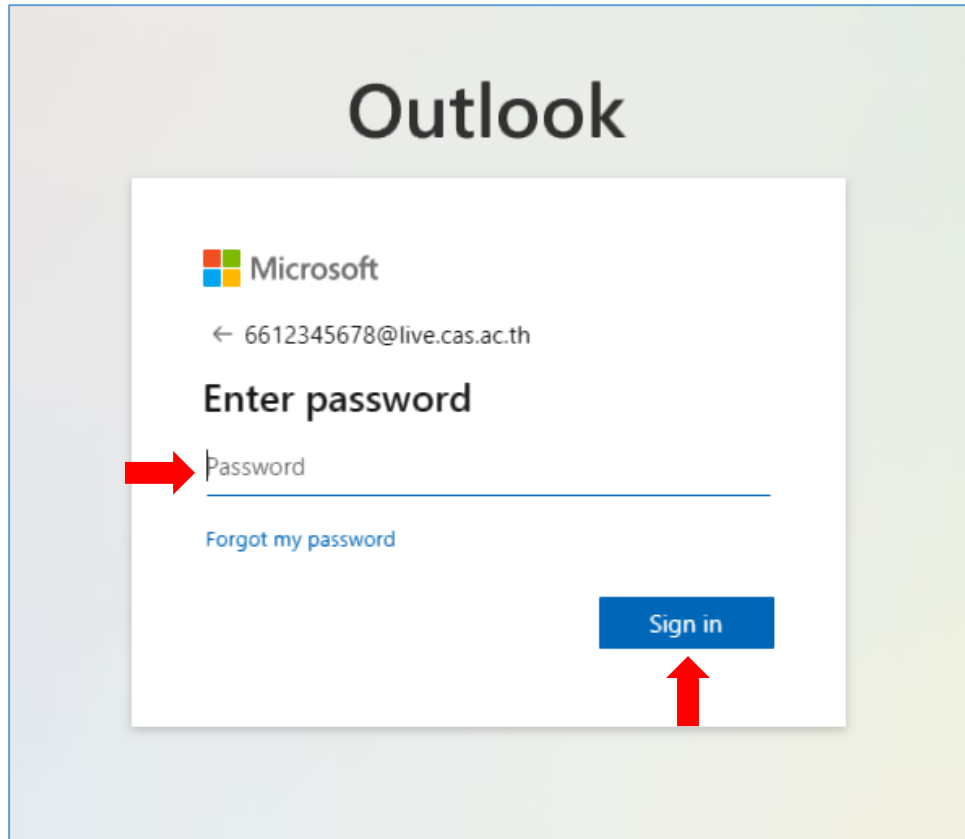 Outlook
Microsoft
← 6612345678@live.cas.ac.th
Enter password
Password
Forgot my password
Sign in